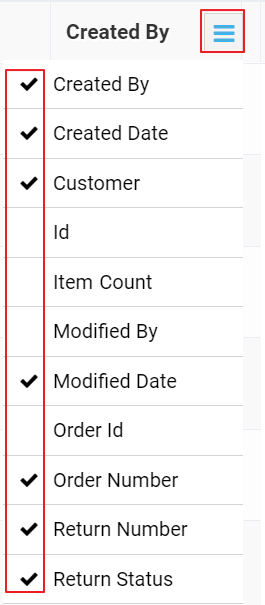 Created By
Created By
Created Date
Customer
Id
Item Count
Modified By
Modified Date
Order Id
Order Number
Return Number
Return Status